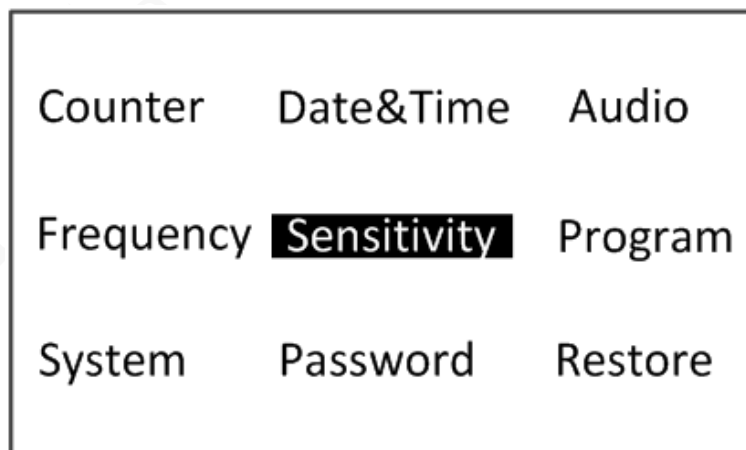 Counter Date&Time Audio
Frequency Sensitivity Program
System Password Restore